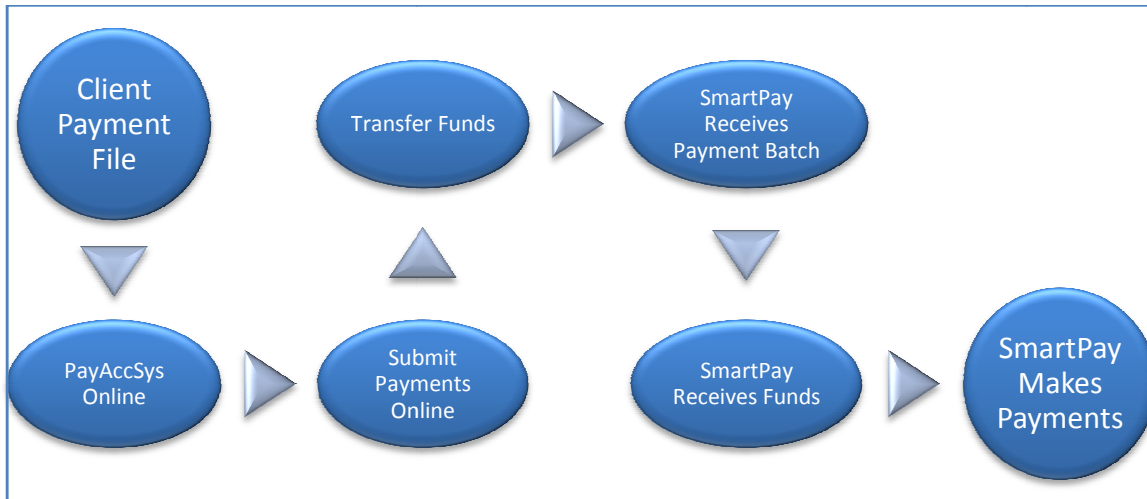 Client
Payment
File
PayAccSys
Online
Submit
Payments
Online
Transfer Funds
SmartPay
Receives
Payment Batch
SmartPay
Receives Funds
SmartPay
Makes
Payments